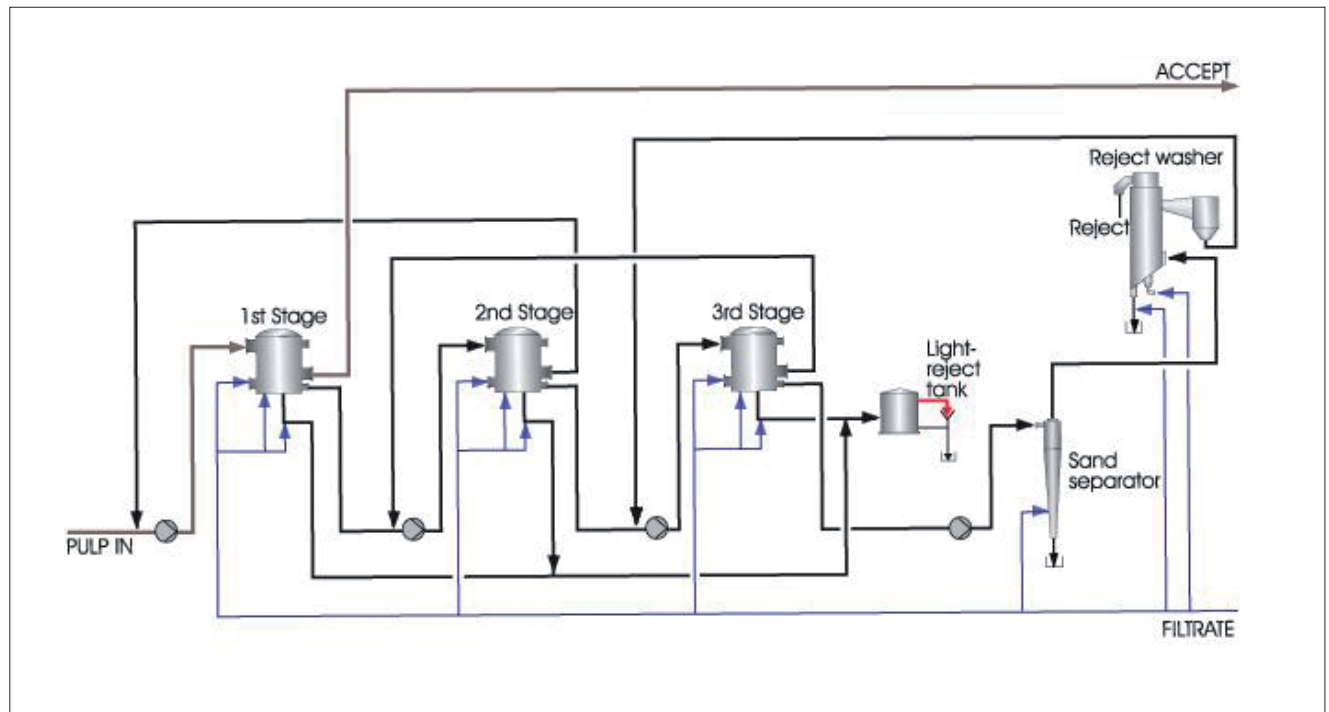 ACCEPT
Reject washer
Reject
1st Stage
2nd Stage
3rd Stage
Light-
reject
tank
Sand
separator
PULP IN
FILTRATE